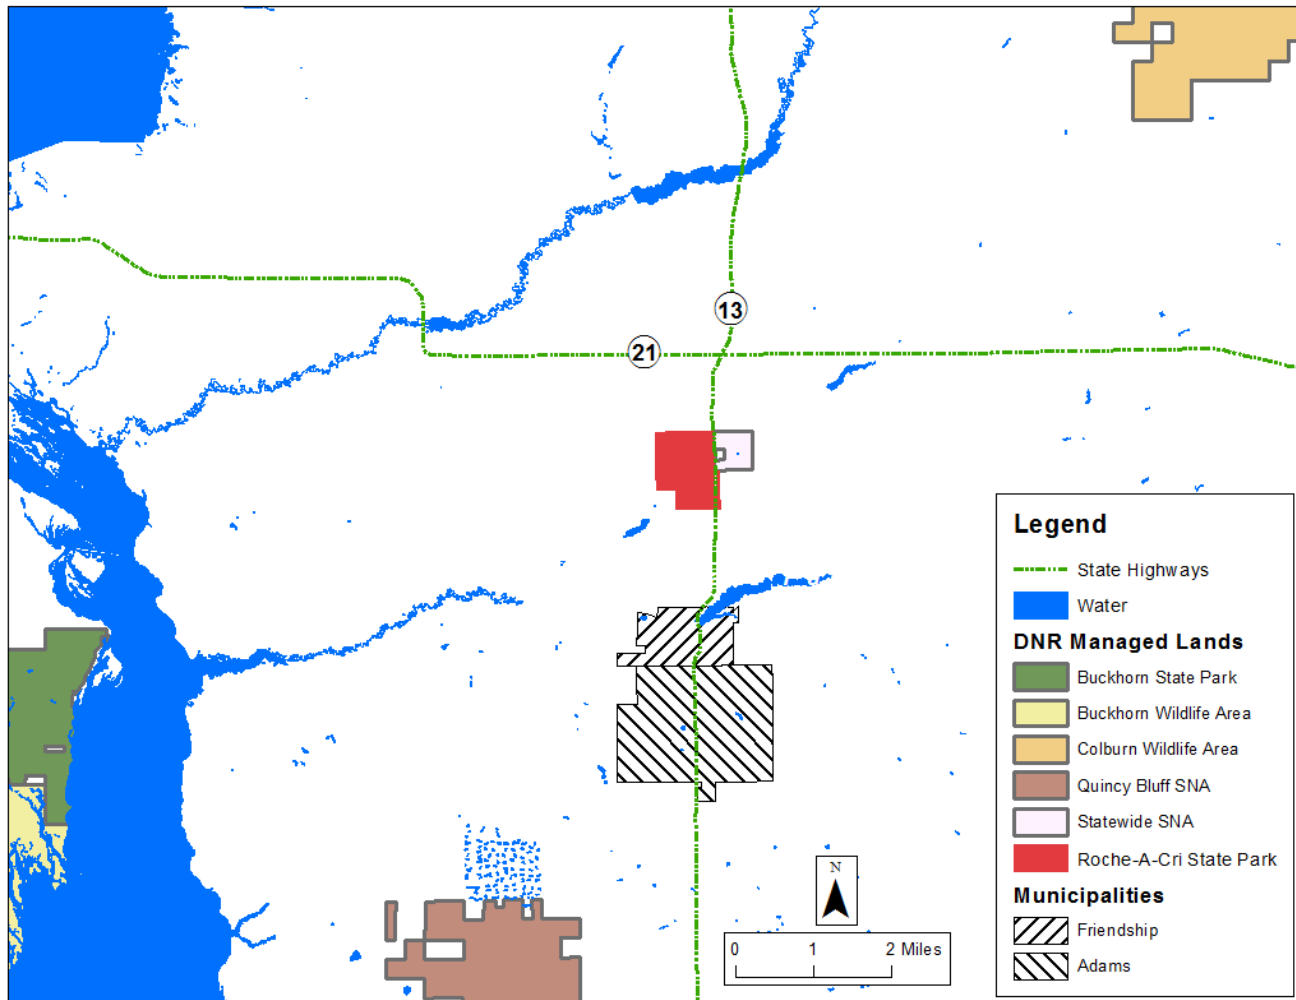 13
21
Legend
State Highways
Water
DNR Managed Lands
Buckhorn State Park
Buckhorn Wildlife Area
Colburn Wildlife Area
Quincy Bluff SNA
Statewide SNA
Roche-A-Cri State Park
Municipalities
Friendship
Adams
N
0 1 2 Miles